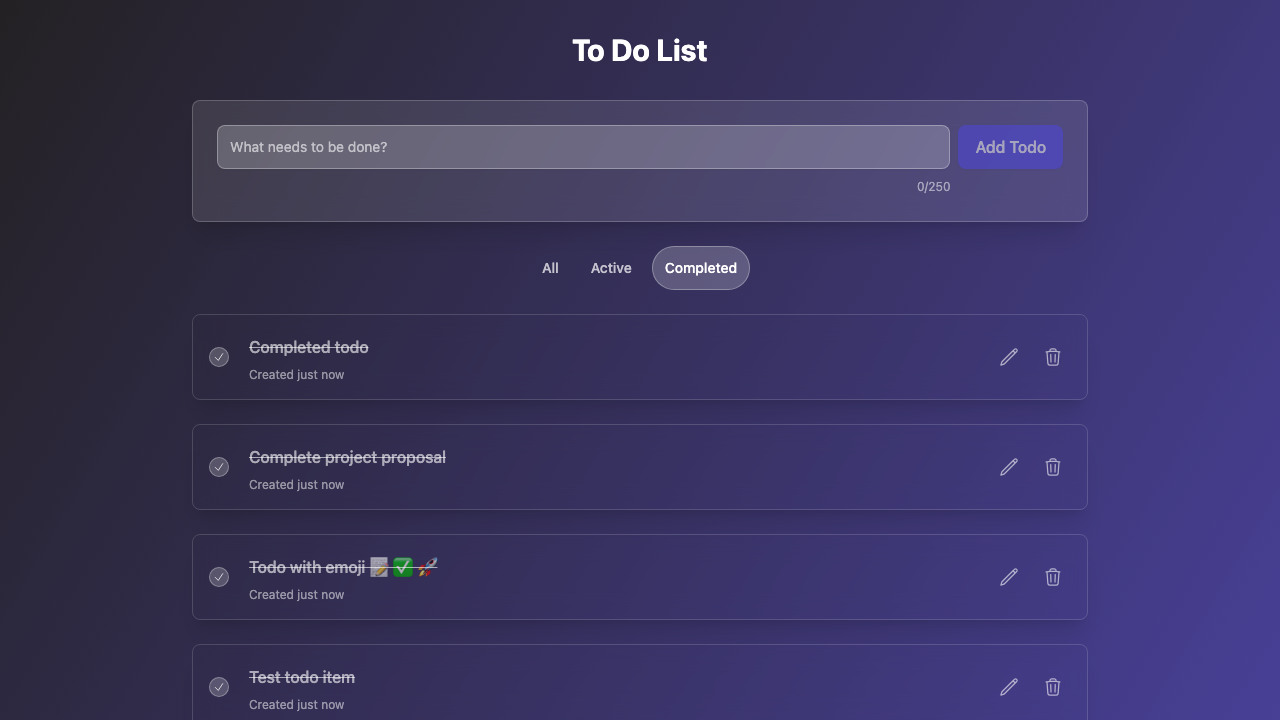 To Do List
What needs to be done?
Add Todo
0/250
All Active Completed
Completed todo
Created just now
Complete project proposal
Created just now
Todo with emoji 📝 ✅ 🚀
Created just now
Test todo item
Created just now